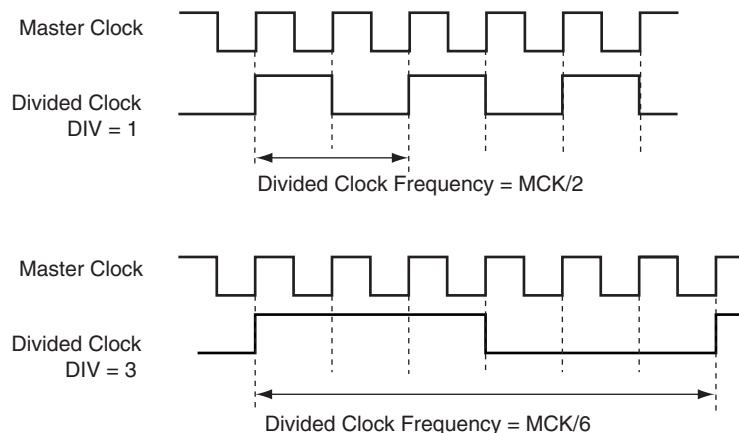 Master Clock
Divided Clock
DIV = 1
Divided Clock Frequency = MCK/2
Master Clock
Divided Clock
DIV = 3
Divided Clock Frequency = MCK/6